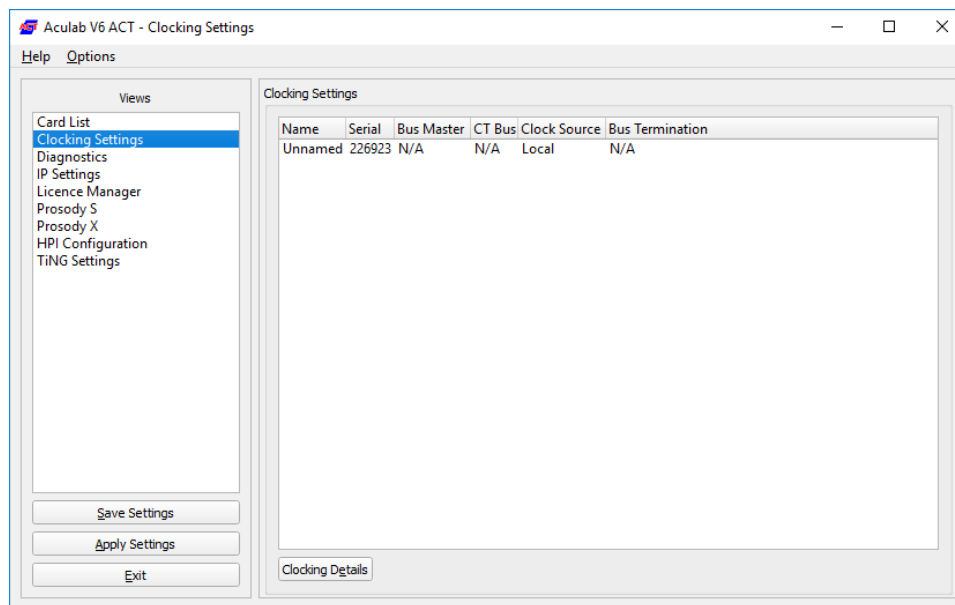 Aculab V6 ACT - Clocking Settings
Help Options
Views
Card List
Clocking Settings
Diagnostics
IP Settings
Licence Manager
Prosody S
Prosody X
HPI Configuration
TiNG Settings
Save Settings
Apply Settings
Exit
Clocking Settings
Name Serial Bus Master CT Bus Clock Source Bus Termination
Unnamed 226923 N/A N/A Local N/A
Clocking Details